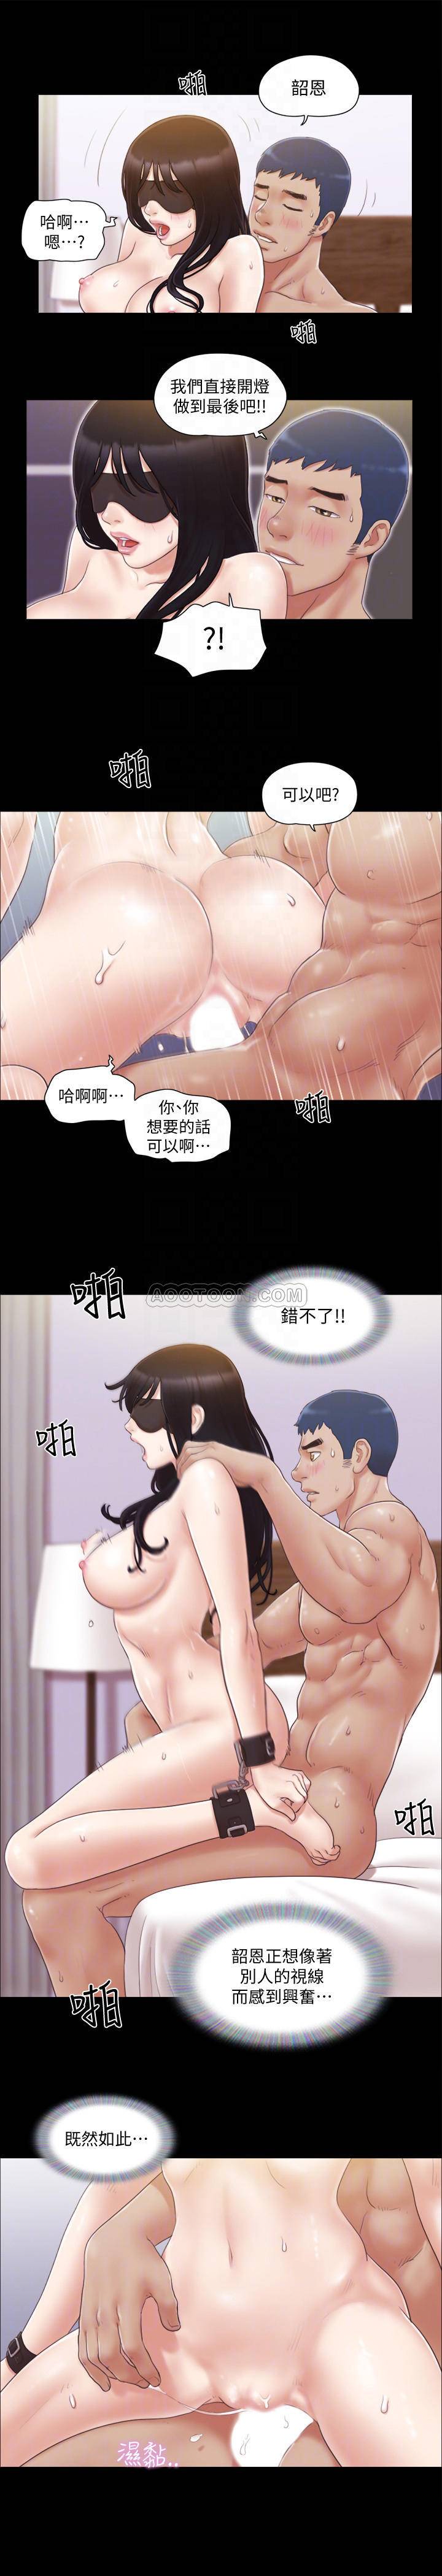 啪
韶恩
哈啊⋯
嗯⋯?
啪
我們直接開燈
做到最後吧!!
?!
啪
可以吧?
哈啊啊⋯
你、你
想要的話
可以啊⋯
啪
啪
AOOTOON.COM
錯不了!!
啪
啪
韶恩正想像著
別人的視線
而感到興奮⋯
啪
既然如此⋯
濕黏..